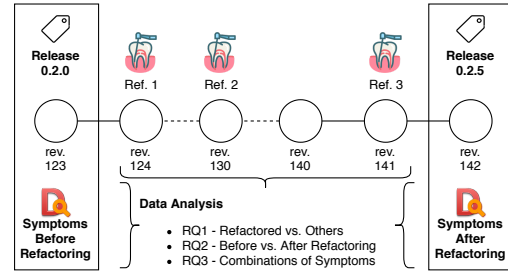 Release
0.2.0
Release
0.2.5
Ref. 1
Ref. 2
Ref. 3
rev.
123
rev.
124
rev.
130
rev.
140
rev.
141
rev.
142
Symptoms
Before
Refactoring
Data Analysis
• RQ1 - Refactored vs. Others
• RQ2 - Before vs. After Refactoring
• RQ3 - Combinations of Symptoms
Symptoms
After
Refactoring